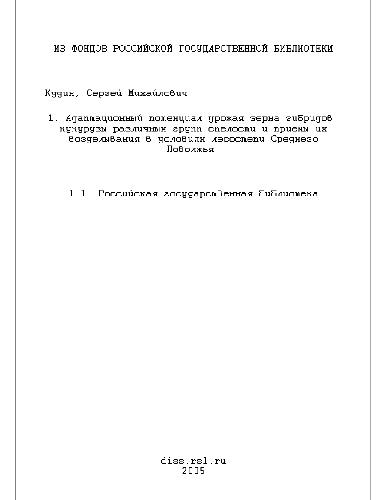 ИЗ ФОНДОВ РОССИЙСКОЙ ГОСУДАРСТВЕННОЙ БИБЛИОТЕКИ
Кудин, Сергей Михайлович
1. Адаптационный потенциал урожая зерна гибридов
кукурузы различных групп спелости и приемы их
возделывания в условиях лесостепи Среднего
Поволжья
1.1. Российская государственная библиотека
diss.rsl.ru
2005